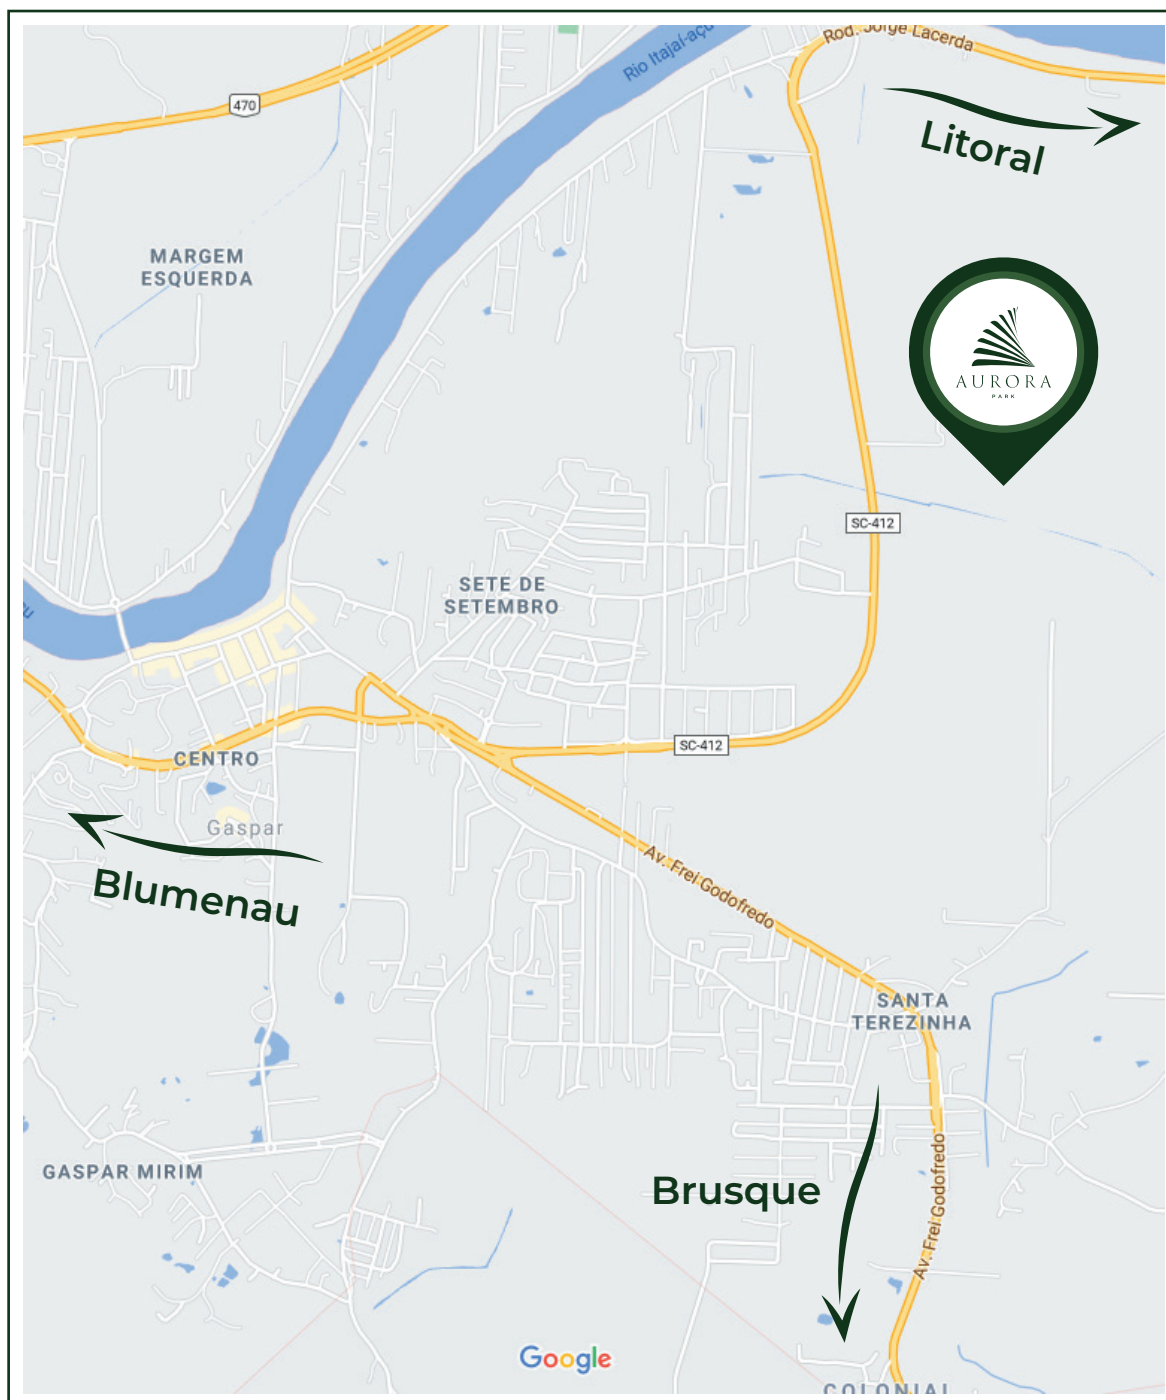 Rod. Jorge Lacerda
Rio Itajaí-açu
470
Litoral
MARGEM
ESQUERDA
AURORA
PARK
SC-412
SETE DE
SETEMBRO
SC-412
CENTRO
Gaspar
Blumenau
Av. Frei Godofredo
SANTA
TEREZINHA
GASPAR MIRIM
Brusque
Av. Frei Godofredo
Google
COLONIAL